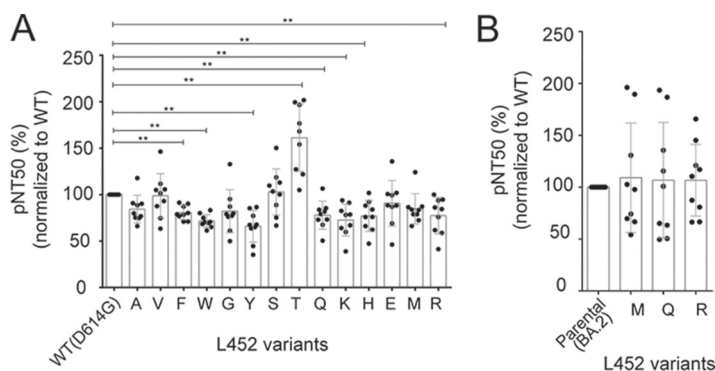 A
**
**
**
**
**
**
**
**
250
200
150
100
50
0
pNT50 (%)
(normalized to WT)
WT(D614G)
A V F W G Y S T Q K H E M R
L452 variants
B
250
200
150
100
50
0
pNT50 (%)
(normalized to WT)
Parental
(BA.2)
M Q R
L452 variants